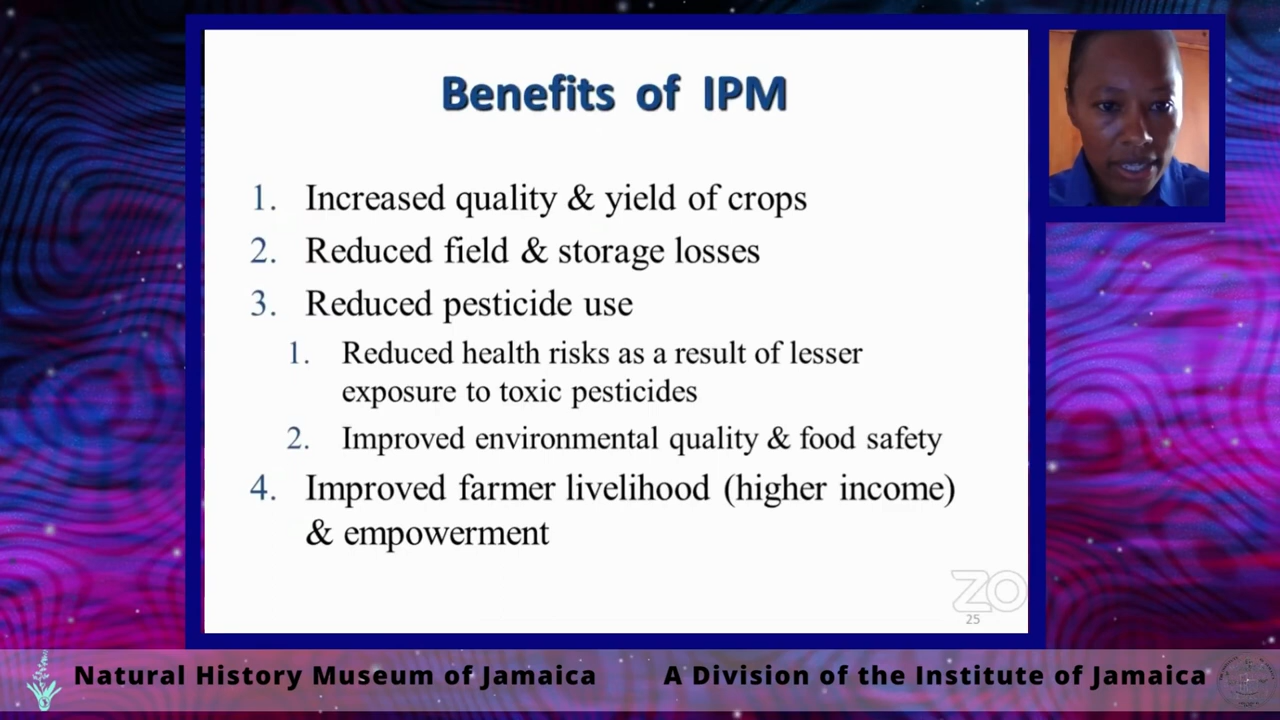 Benefits of IPM
1. Increased quality & yield of crops
2. Reduced field & storage losses
3. Reduced pesticide use
1. Reduced health risks as a result of lesser
exposure to toxic pesticides
2. Improved environmental quality & food safety
4. Improved farmer livelihood (higher income)
& empowerment
ZO
25
Natural History Museum of Jamaica A Division of the Institute of Jamaica